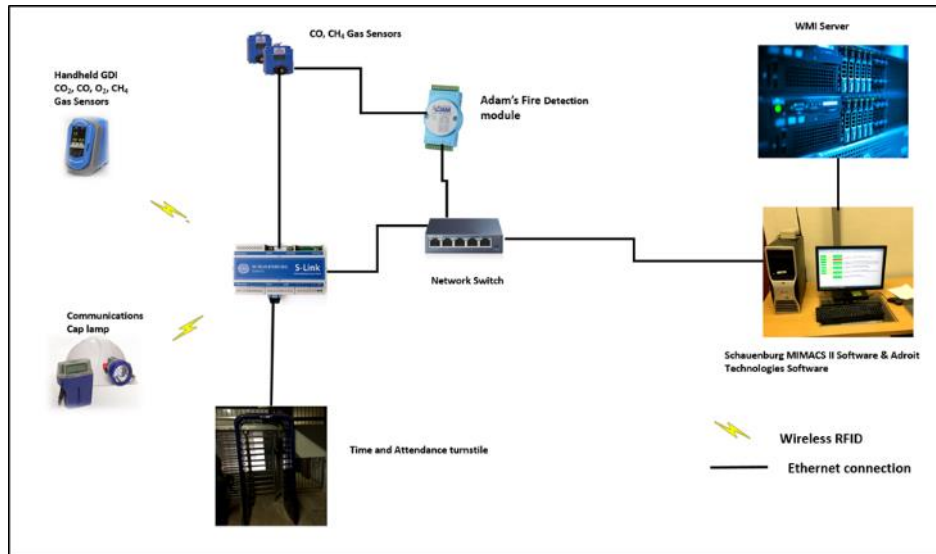 CO, CH₄ Gas Sensors
WMI Server
Handheld GDI
CO₂, CO, O₂, CH₄
Gas Sensors
ADAM
Adam's Fire Detection
module
S-Link
Network Switch
Communications
Cap lamp
Schauenburg MIMACS II Software & Adroit
Technologies Software
Time and Attendance turnstile
Wireless RFID
Ethernet connection